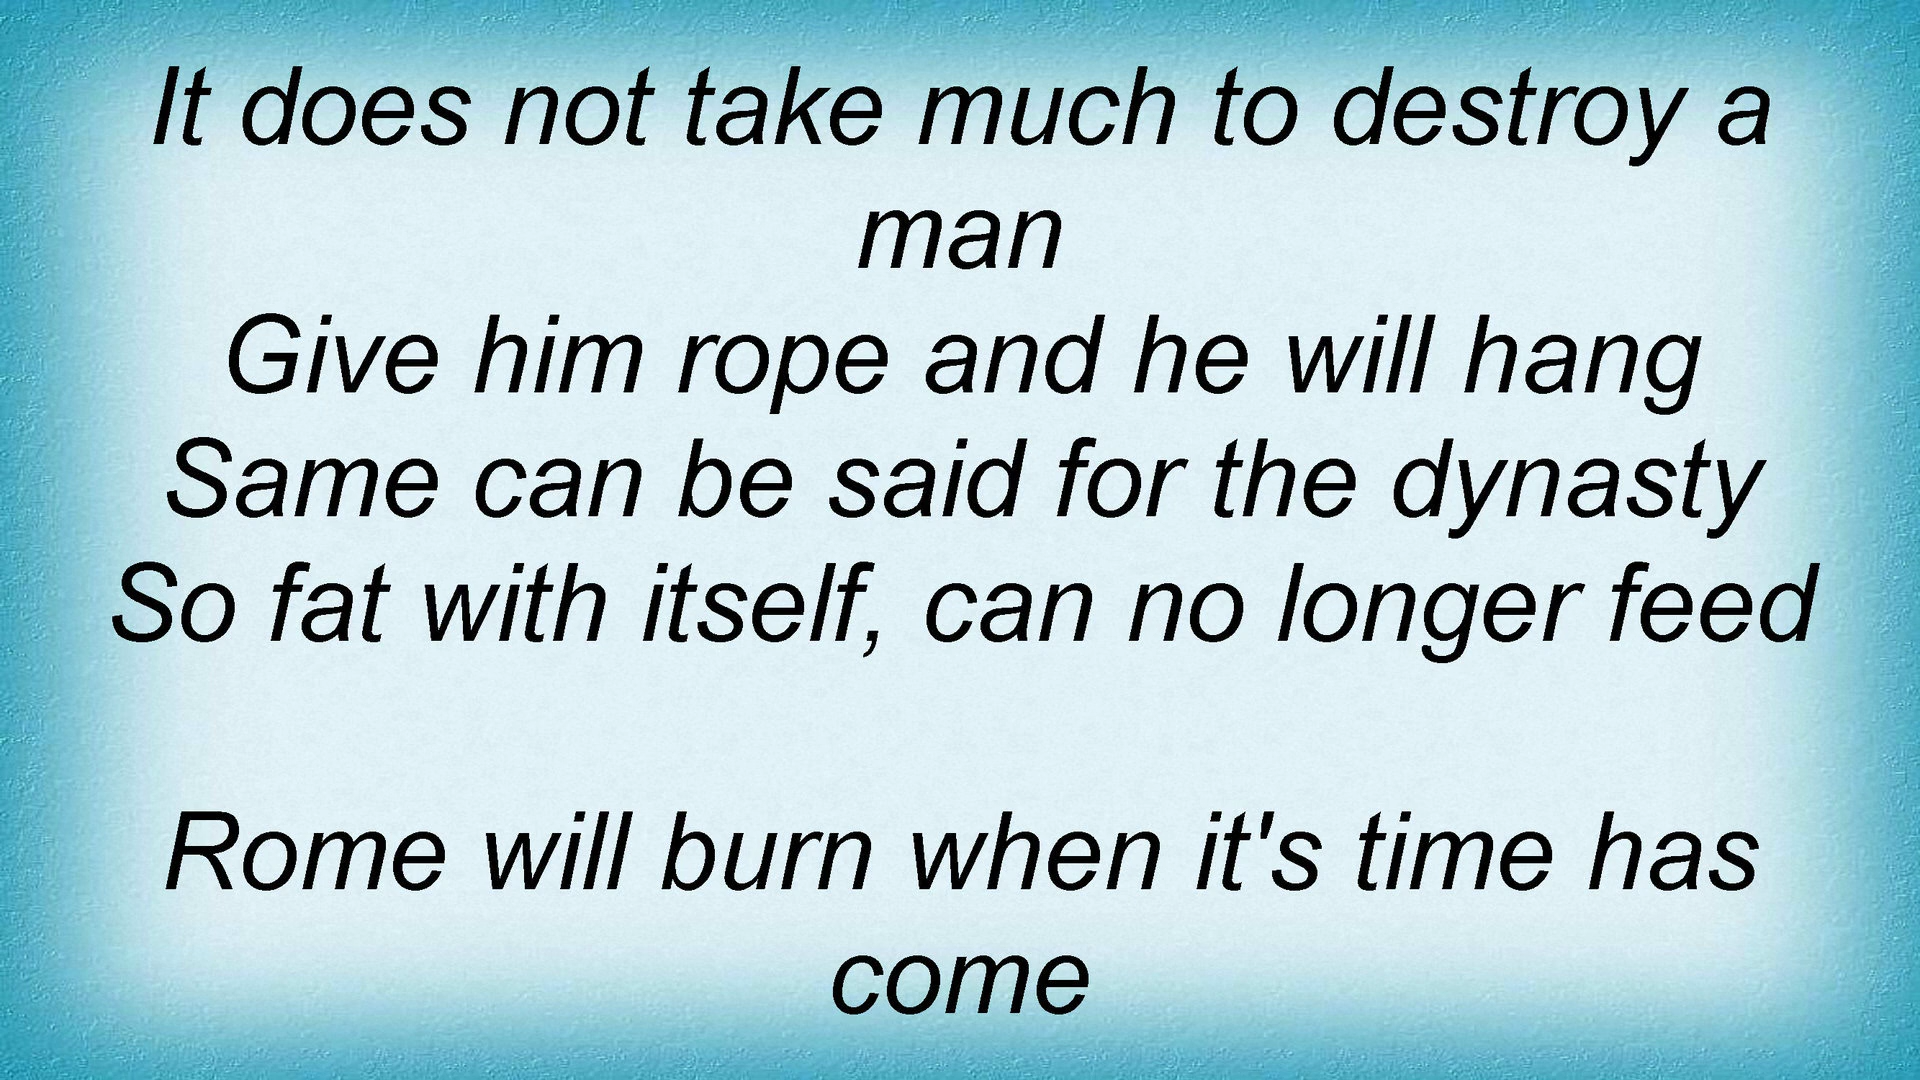 It does not take much to destroy a
man
Give him rope and he will hang
Same can be said for the dynasty
So fat with itself, can no longer feed
Rome will burn when it's time has
come